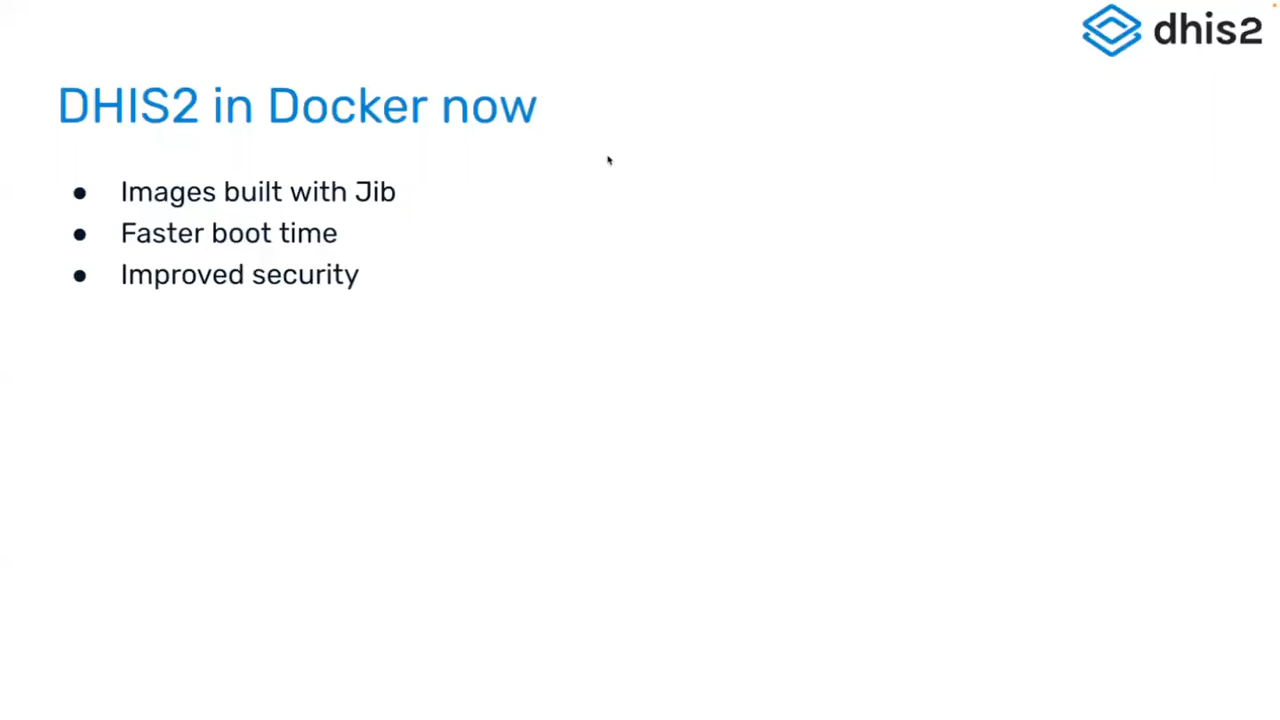 dhis2
DHIS2 in Docker now
● Images built with Jib
● Faster boot time
● Improved security